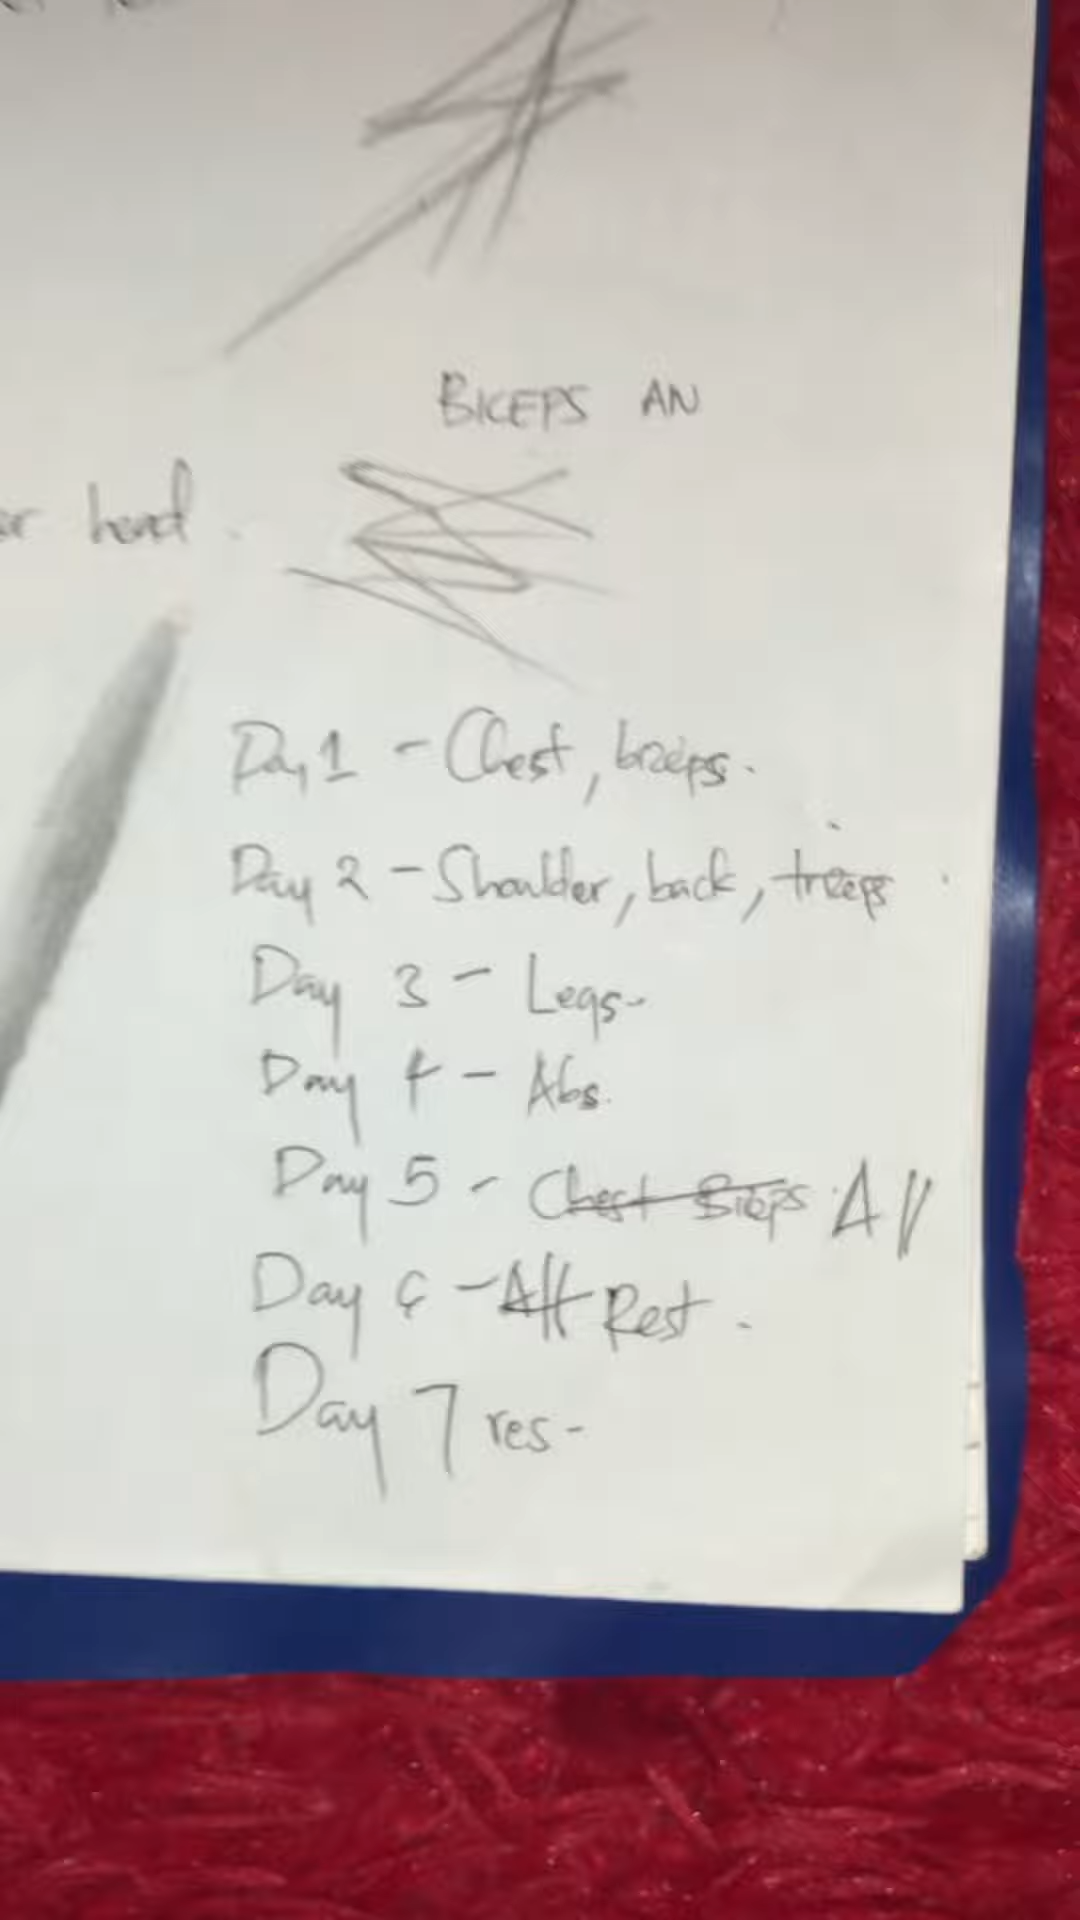 BICEPS AN
head.
Day 1 - Chest, biceps.
Day 2 - Shoulder, back, triceps.
Day 3 - Legs.
Day 4 - Abs.
Day 5 - Chest Biceps All
Day 6 - All Rest.
Day 7 res-